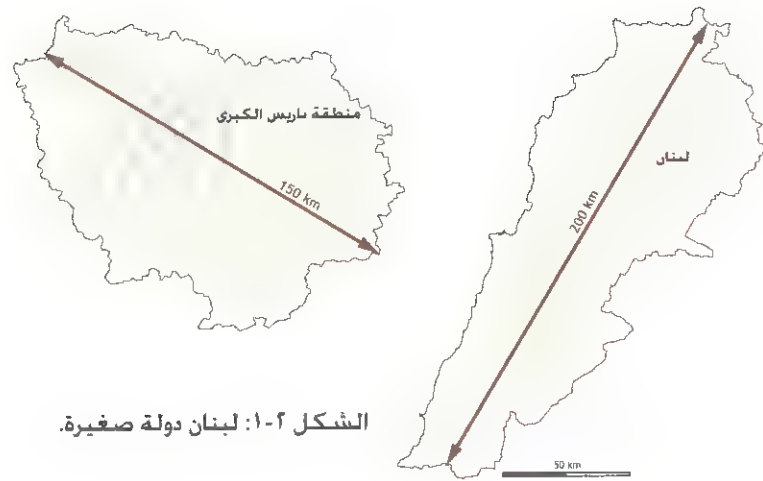 منطقة باريس الكبرى
150 km
لبنان
200 km
الشكل ٢-١: لبنان دولة صغيرة.
50 km